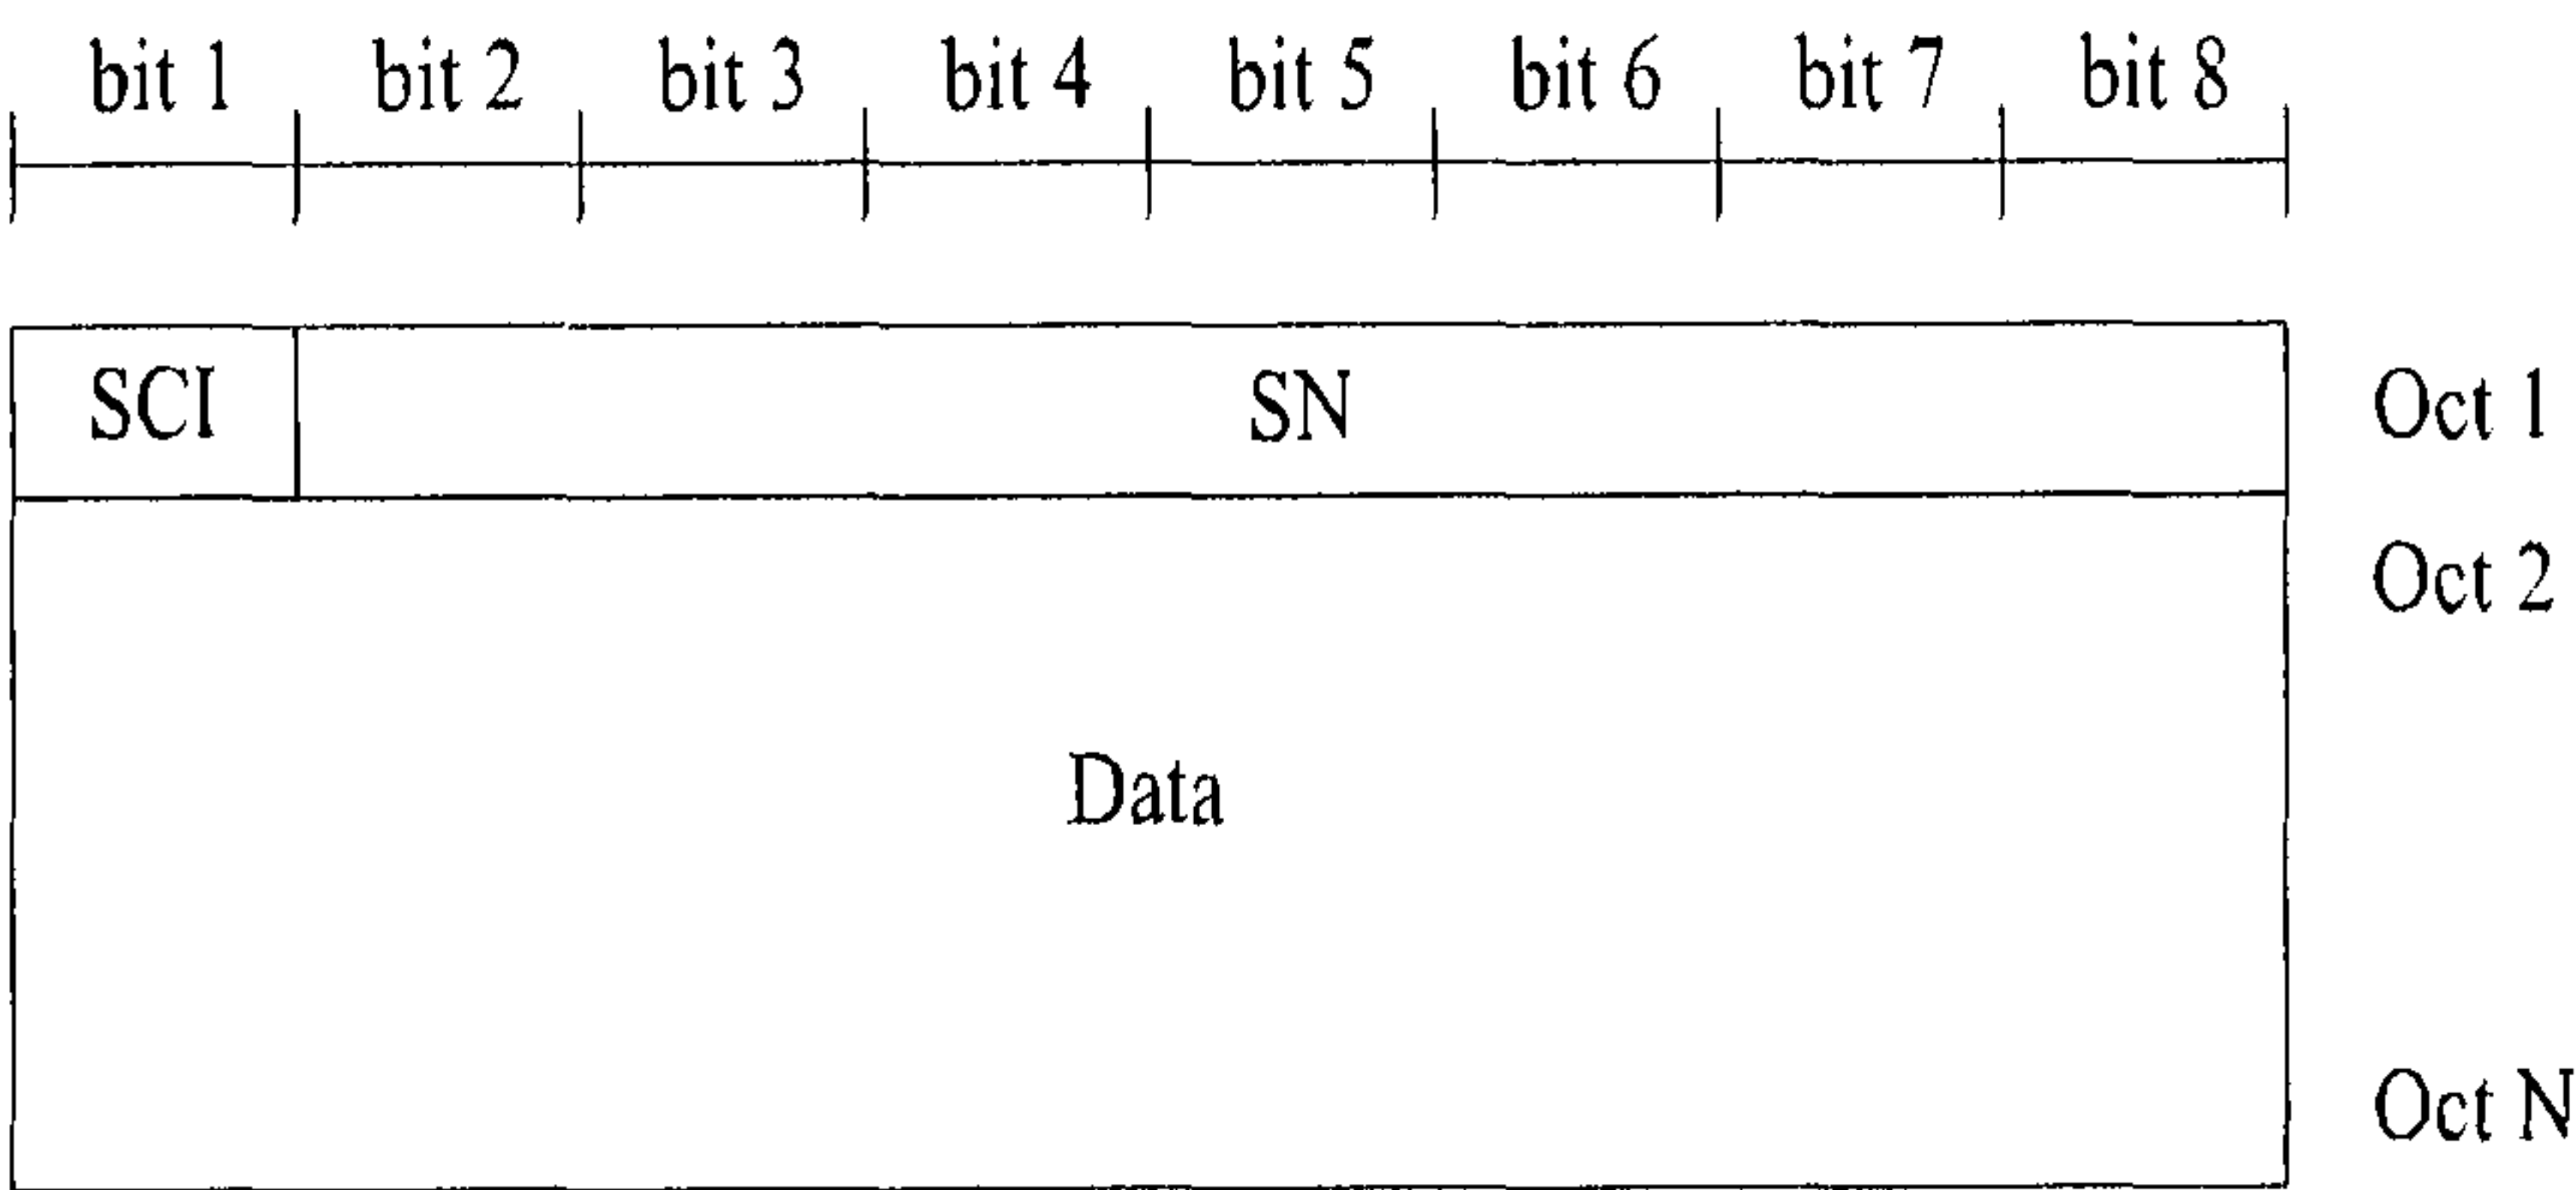 bit 1 bit 2 bit 3 bit 4 bit 5 bit 6 bit 7 bit 8
SCI SN Oct 1
Oct 2
Data
Oct N